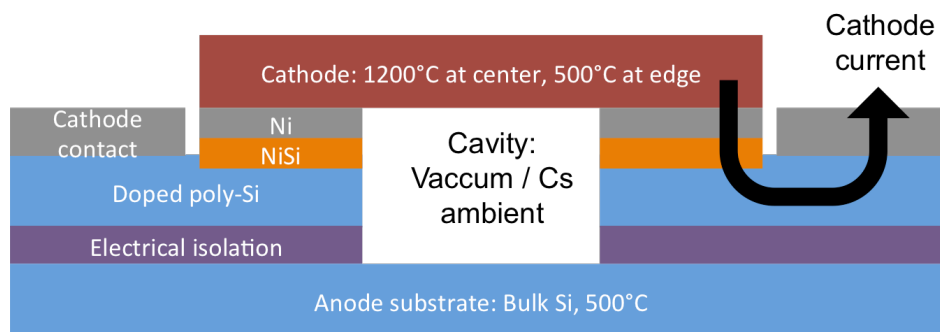 Cathode
current
Cathode: 1200°C at center, 500°C at edge
Cathode
contact
Ni
NiSi
Cavity:
Vaccum / Cs
ambient
Doped poly-Si
Electrical isolation
Anode substrate: Bulk Si, 500°C